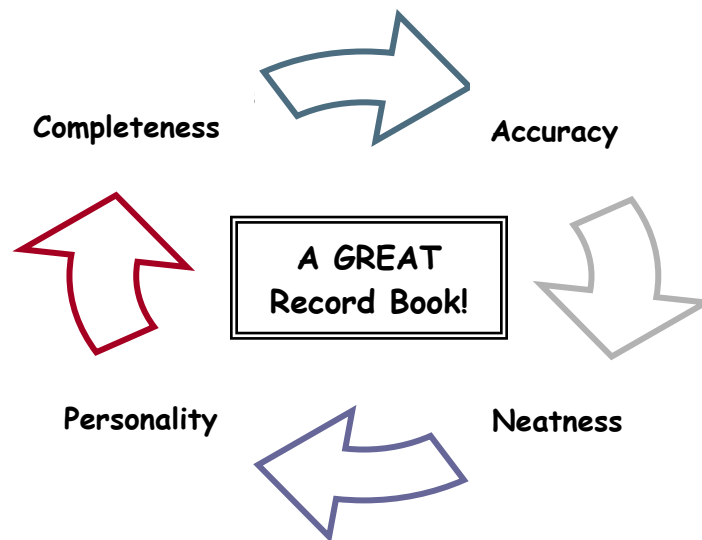 Completeness
Accuracy
A GREAT
Record Book!
Personality
Neatness